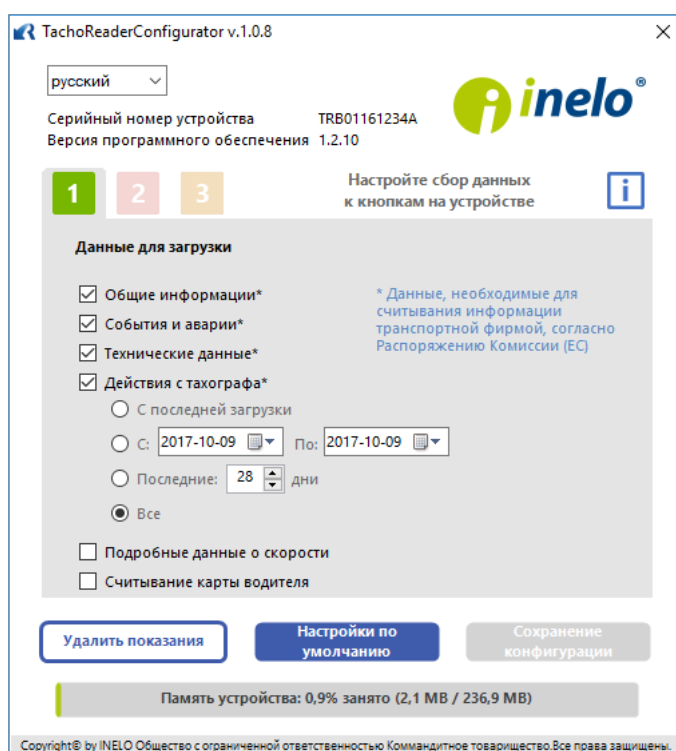 TachoReaderConfigurator v.1.0.8
русский
inelo®
Серийный номер устройства TRB01161234A
Версия программного обеспечения 1.2.10
1 2 3
Настройте сбор данных
к кнопкам на устройстве
i
Данные для загрузки
Общие информации*
События и аварии*
Технические данные*
Действия с тахографа*
* Данные, необходимые для
считывания информации
транспортной фирмой, согласно
Распоряжению Комиссии (ЕС)
С последней загрузки
С: 2017-10-09 По: 2017-10-09
Последние: 28 дни
Все
Подробные данные о скорости
Считывание карты водителя
Удалить показания
Настройки по
умолчанию
Сохранение
конфигурации
Память устройства: 0,9% занято (2,1 MB / 236,9 MB)
Copyright© by INELO Общество с ограниченной ответственностью Коммандитное товарищество.Все права защищены.